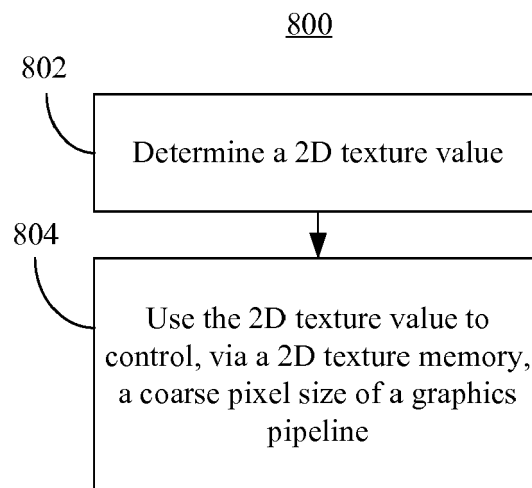 800
802
Determine a 2D texture value
804
Use the 2D texture value to
control, via a 2D texture memory,
a coarse pixel size of a graphics
pipeline